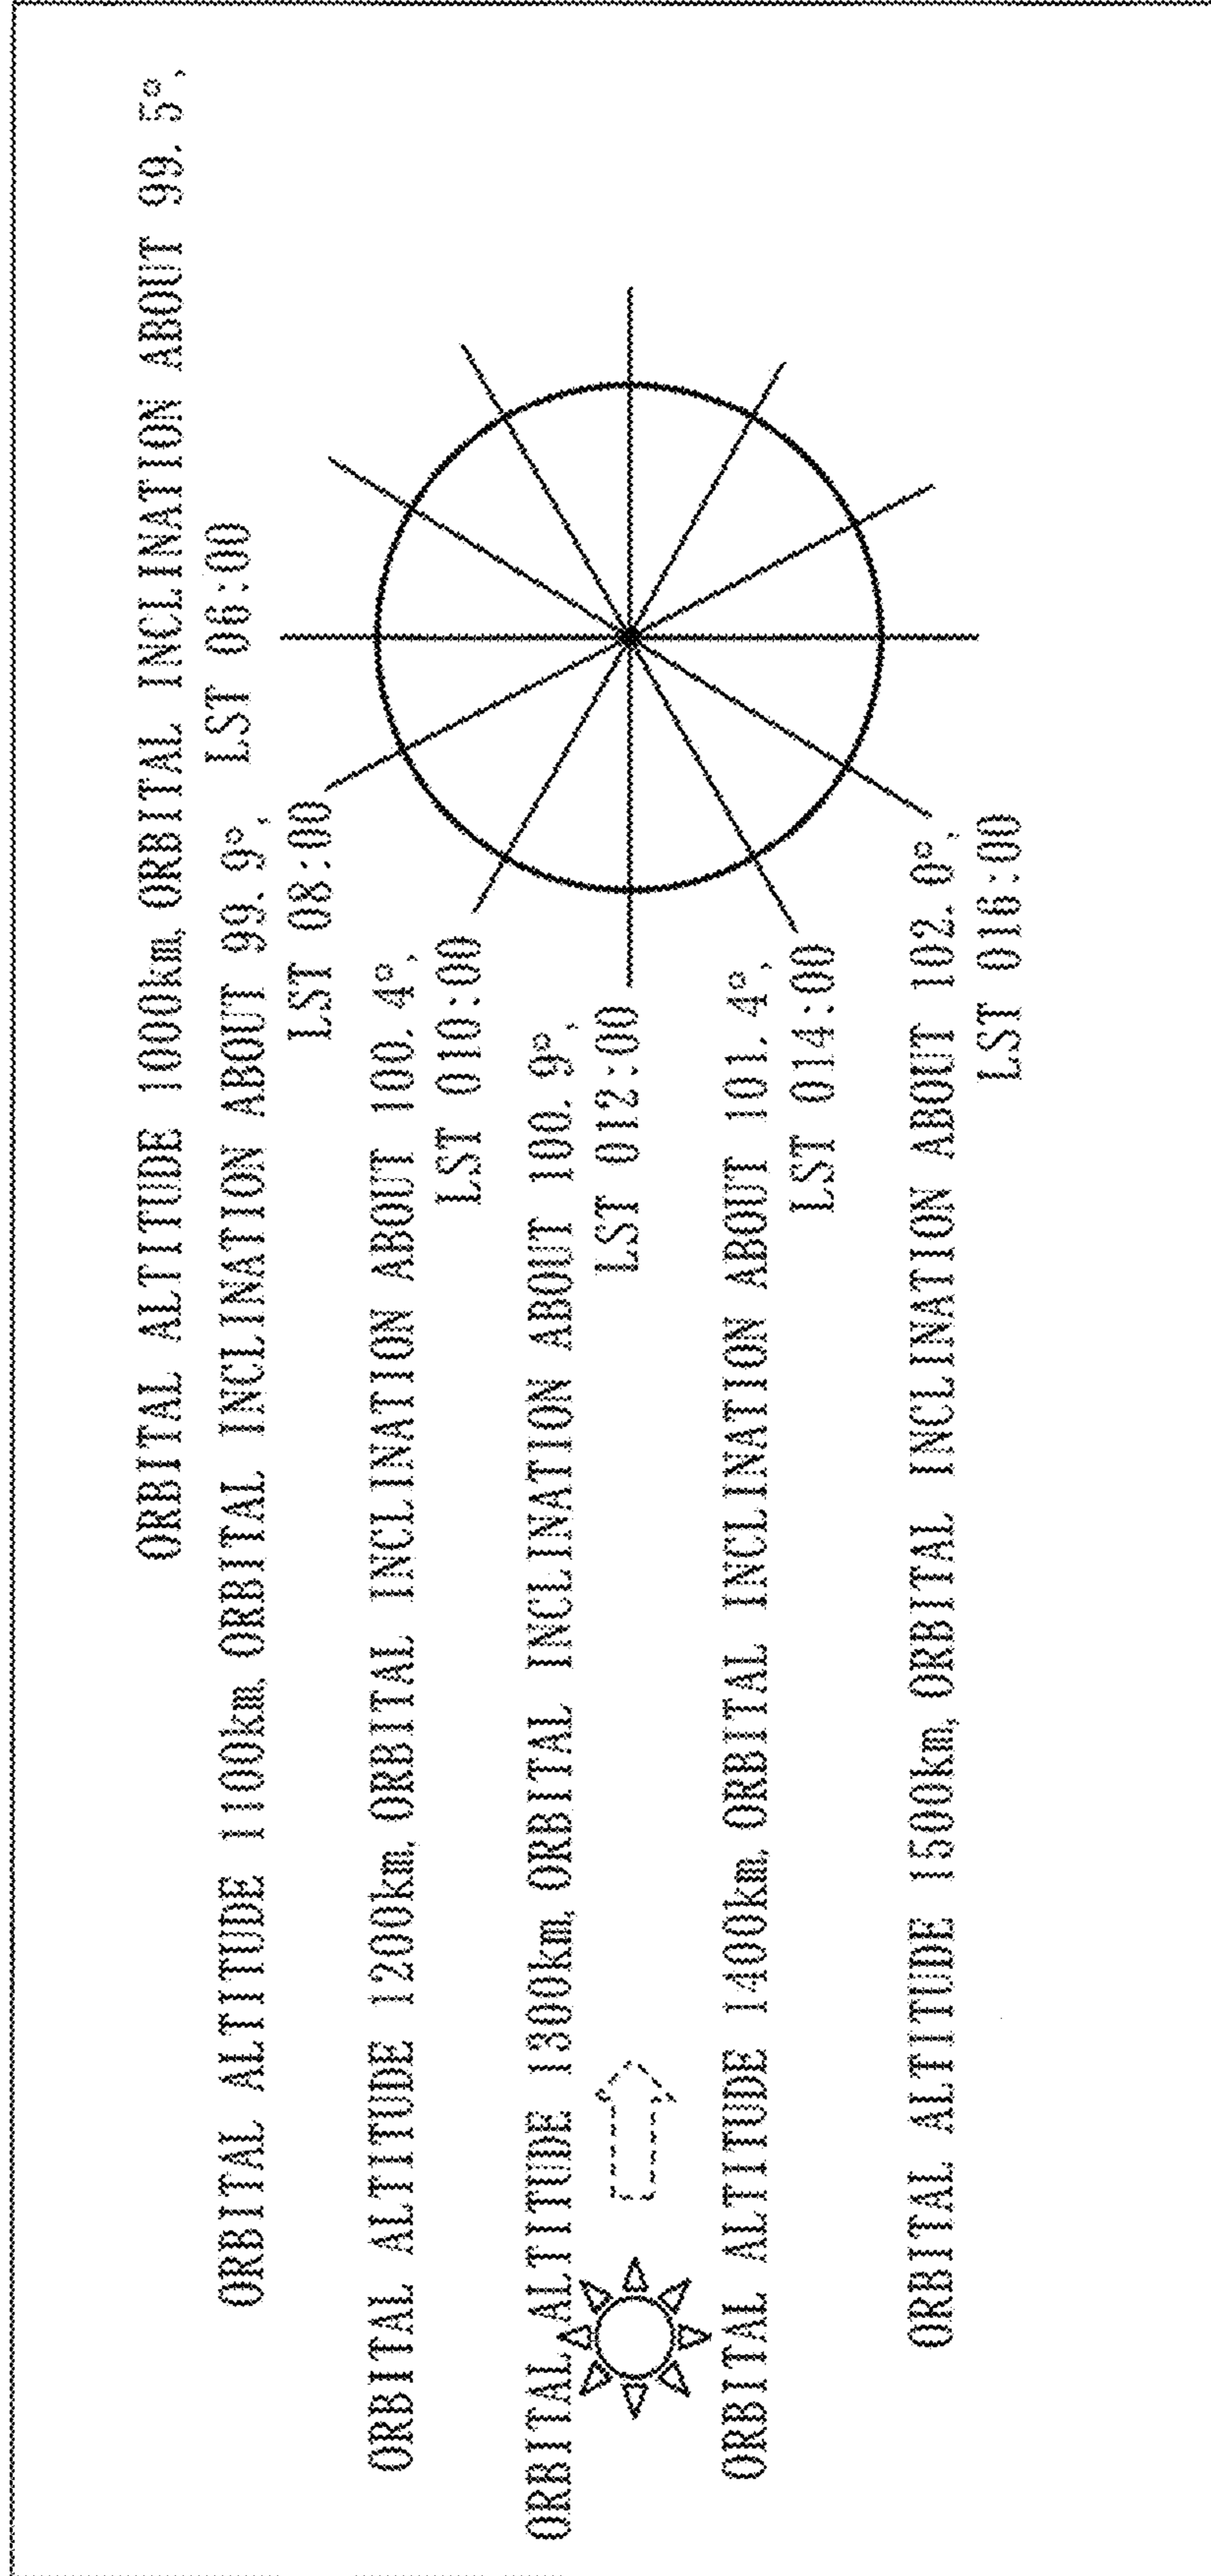 ORBITAL ALTITUDE 1000km, ORBITAL INCLINATION ABOUT 99.5°,
LST 06:00
ORBITAL ALTITUDE 1100km, ORBITAL INCLINATION ABOUT 99.9°,
LST 08:00
ORBITAL ALTITUDE 1200km, ORBITAL INCLINATION ABOUT 100.4°,
LST 010:00
ORBITAL ALTITUDE 1300km, ORBITAL INCLINATION ABOUT 100.9°,
LST 012:00
ORBITAL ALTITUDE 1400km, ORBITAL INCLINATION ABOUT 101.4°,
LST 014:00
ORBITAL ALTITUDE 1500km, ORBITAL INCLINATION ABOUT 102.0°,
LST 016:00